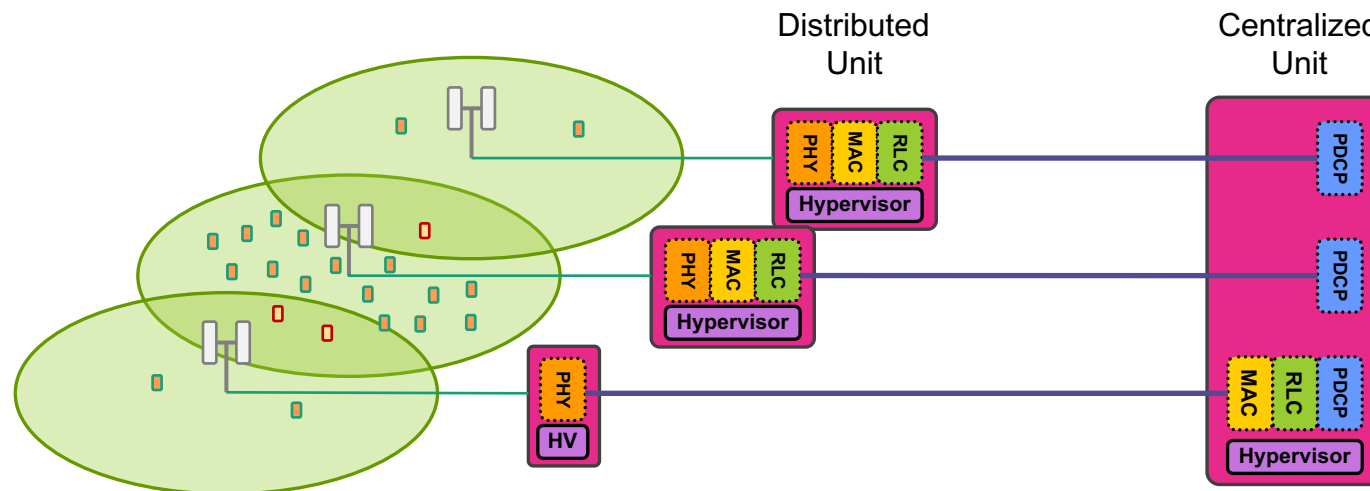 Distributed
Unit
Centralized
Unit
PHY
MAC
RLC
Hypervisor
PDCP
PHY
MAC
RLC
Hypervisor
PDCP
PHY
HV
MAC
RLC
PDCP
Hypervisor